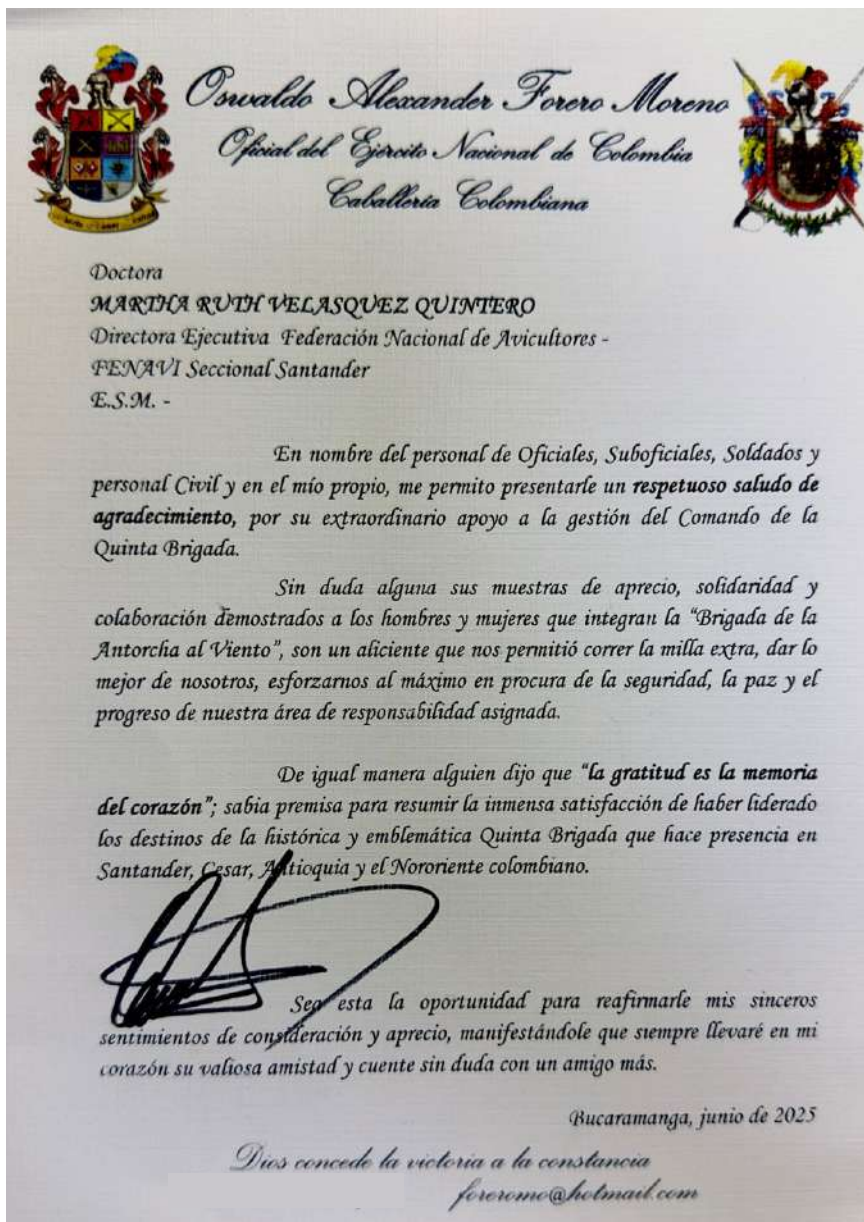 Oswaldo Alexander Forero Moreno
Oficial del Ejército Nacional de Colombia
Caballería Colombiana
Doctora
MARTHA RUTH VELASQUEZ QUINTERO
Directora Ejecutiva Federación Nacional de Avicultores -
FENAVI Seccional Santander
E.S.M. -
En nombre del personal de Oficiales, Suboficiales, Soldados y
personal Civil y en el mío propio, me permito presentarle un respetuoso saludo de
agradecimiento, por su extraordinario apoyo a la gestión del Comando de la
Quinta Brigada.
Sin duda alguna sus muestras de aprecio, solidaridad y
colaboración demostrados a los hombres y mujeres que integran la “Brigada de la
Antorcha al Viento”, son un aliciente que nos permitió correr la milla extra, dar lo
mejor de nosotros, esforzarnos al máximo en procura de la seguridad, la paz y el
progreso de nuestra área de responsabilidad asignada.
De igual manera alguien dijo que “la gratitud es la memoria
del corazón”; sabia premisa para resumir la inmensa satisfacción de haber liderado
los destinos de la histórica y emblemática Quinta Brigada que hace presencia en
Santander, Cesar, Antioquia y el Nororiente colombiano.
Sea esta la oportunidad para reafirmarle mis sinceros
sentimientos de consideración y aprecio, manifestándole que siempre llevaré en mi
corazón su valiosa amistad y cuente sin duda con un amigo más.
Bucaramanga, junio de 2025
Dios concede la victoria a la constancia
foreromo@hotmail.com